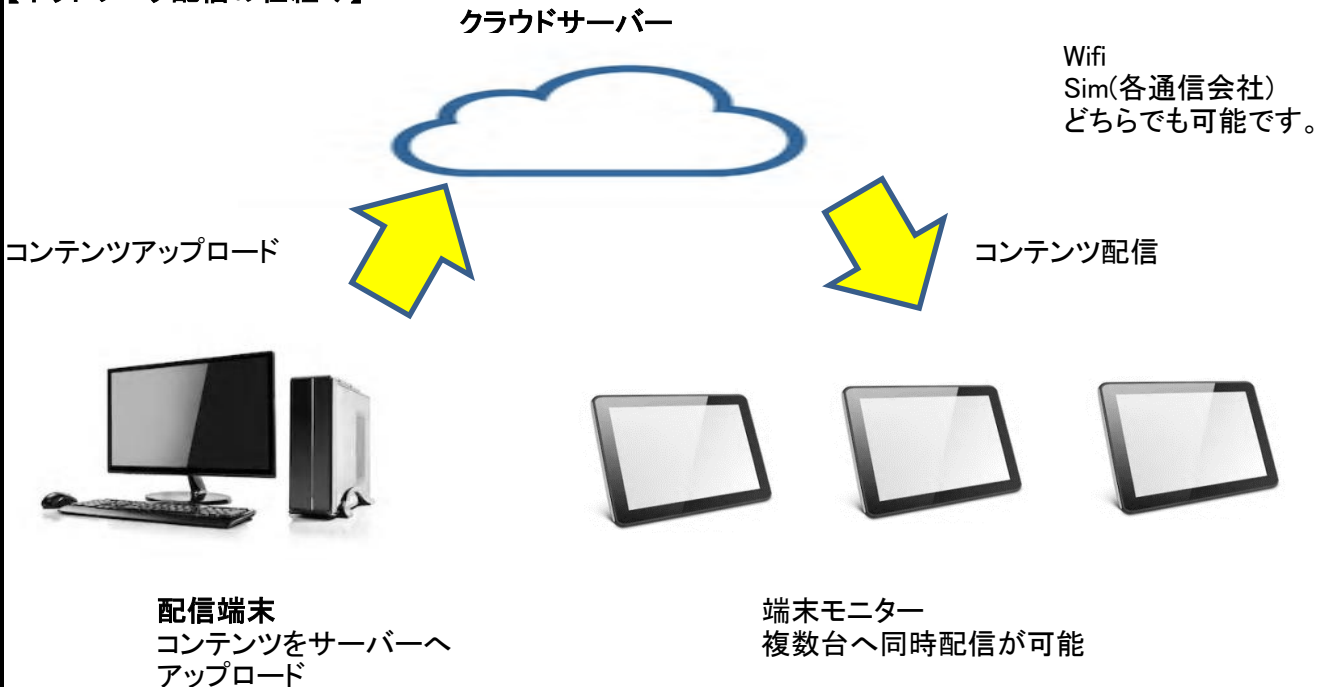 クラウドサーバー
Wifi
Sim(各通信会社)
どちらでも可能です。
コンテンツアップロード
コンテンツ配信
配信端末
コンテンツをサーバーへ
アップロード
端末モニター
複数台へ同時配信が可能